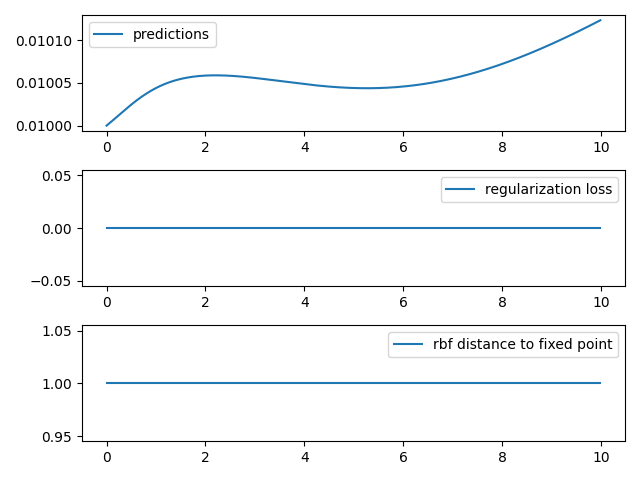 0.01010
0.01005
0.01000
predictions
0 2 4 6 8 10
0.05
0.00
−0.05
regularization loss
0 2 4 6 8 10
1.05
1.00
0.95
rbf distance to fixed point
0 2 4 6 8 10